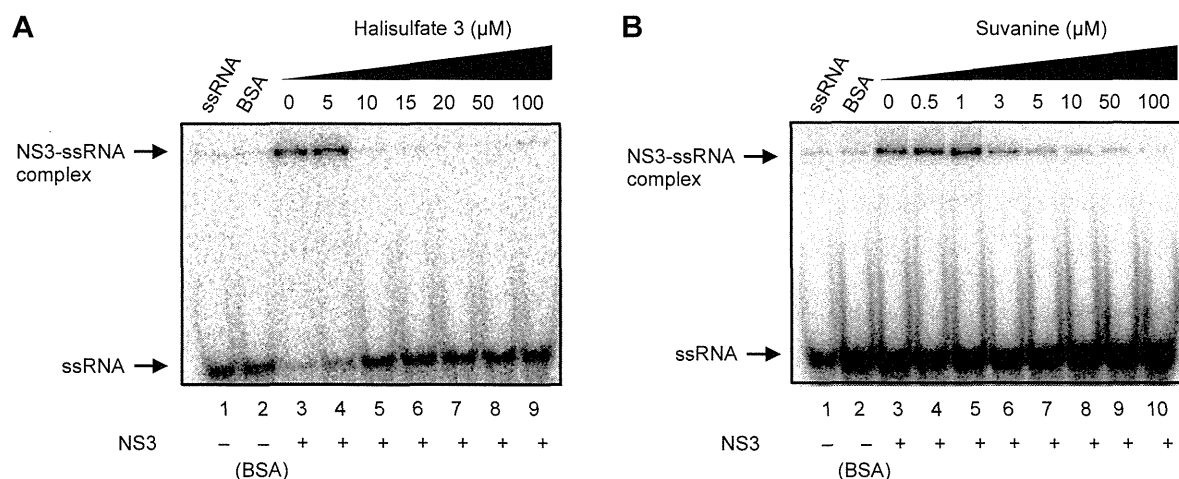 A
Halisulfate 3 (µM)
ssRNA
BSA
0 5 10 15 20 50 100
NS3-ssRNA
complex
ssRNA
1 2 3 4 5 6 7 8 9
NS3 – – + + + + + + +
(BSA)
B
Suvanine (µM)
ssRNA
BSA
0 0.5 1 3 5 10 50 100
NS3-ssRNA
complex
ssRNA
1 2 3 4 5 6 7 8 9 10
NS3 – – + + + + + + + +
(BSA)